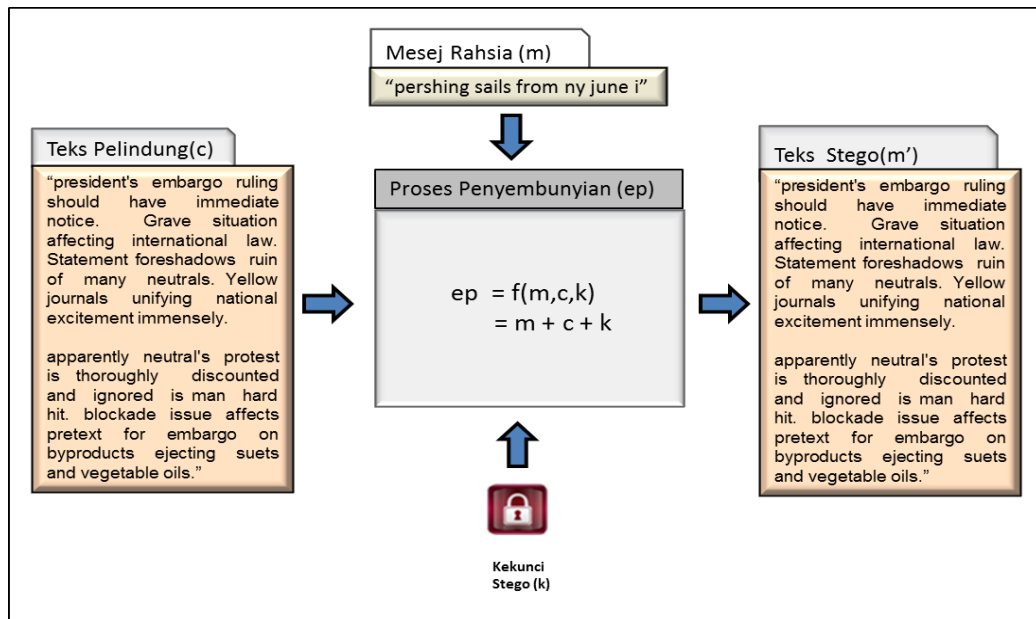 Mesej Rahsia (m)
“pershing sails from ny june i”
Teks Pelindung(c)
“president's embargo ruling
should have immediate
notice. Grave situation
affecting international law.
Statement foreshadows ruin
of many neutrals. Yellow
journals unifying national
excitement immensely.
apparently neutral's protest
is thoroughly discounted
and ignored is man hard
hit. blockade issue affects
pretext for embargo on
byproducts ejecting suets
and vegetable oils.”
Proses Penyembunyian (ep)
ep = f(m,c,k)
= m + c + k
Kekunci
Stego (k)
Teks Stego(m’)
“president's embargo ruling
should have immediate
notice. Grave situation
affecting international law.
Statement foreshadows ruin
of many neutrals. Yellow
journals unifying national
excitement immensely.
apparently neutral's protest
is thoroughly discounted
and ignored is man hard
hit. blockade issue affects
pretext for embargo on
byproducts ejecting suets
and vegetable oils.”